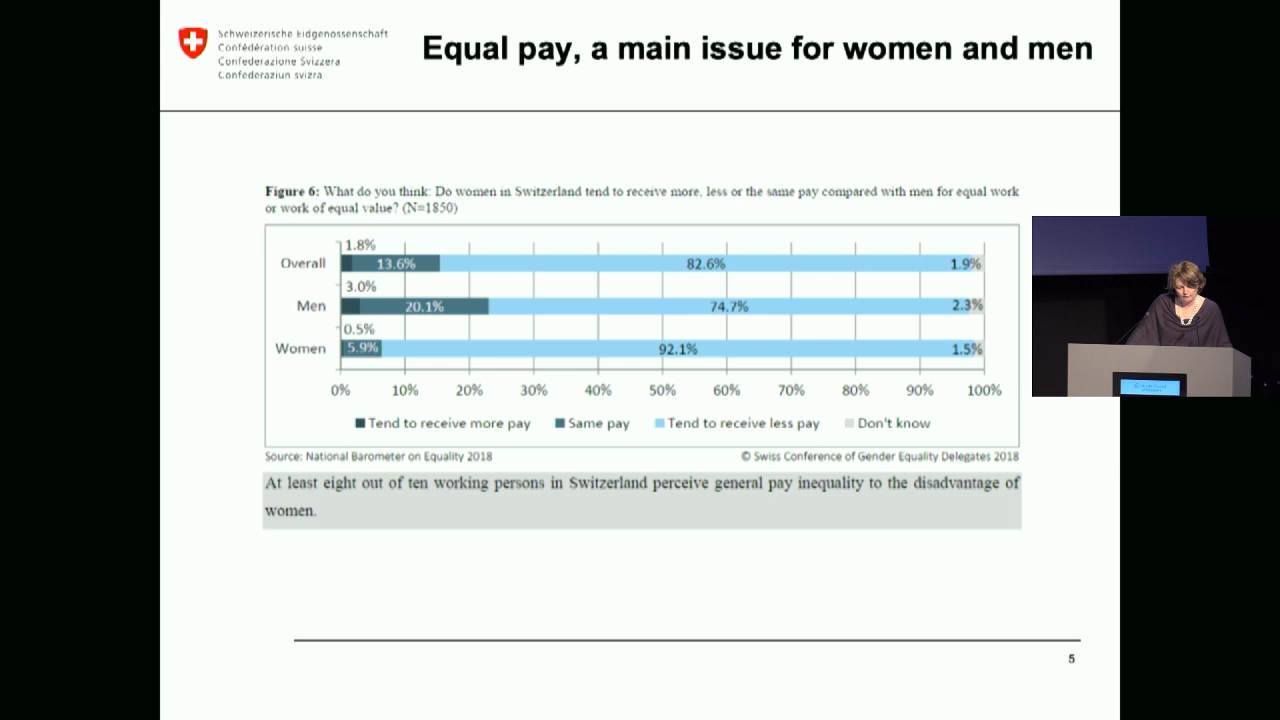 Schweizerische Eidgenossenschaft
Confédération suisse
Confederazione Svizzera
Confederaziun svizra
Equal pay, a main issue for women and men
Figure 6: What do you think: Do women in Switzerland tend to receive more, less or the same pay compared with men for equal work
or work of equal value? (N=1850)
1.8%
Overall 13.6% 82.6% 1.9%
3.0%
Men 20.1% 74.7% 2.3%
0.5%
Women 5.9% 92.1% 1.5%
0% 10% 20% 30% 40% 50% 60% 70% 80% 90% 100%
Tend to receive more pay Same pay Tend to receive less pay Don't know
Source: National Barometer on Equality 2018 © Swiss Conference of Gender Equality Delegates 2018
At least eight out of ten working persons in Switzerland perceive general pay inequality to the disadvantage of
women.
5